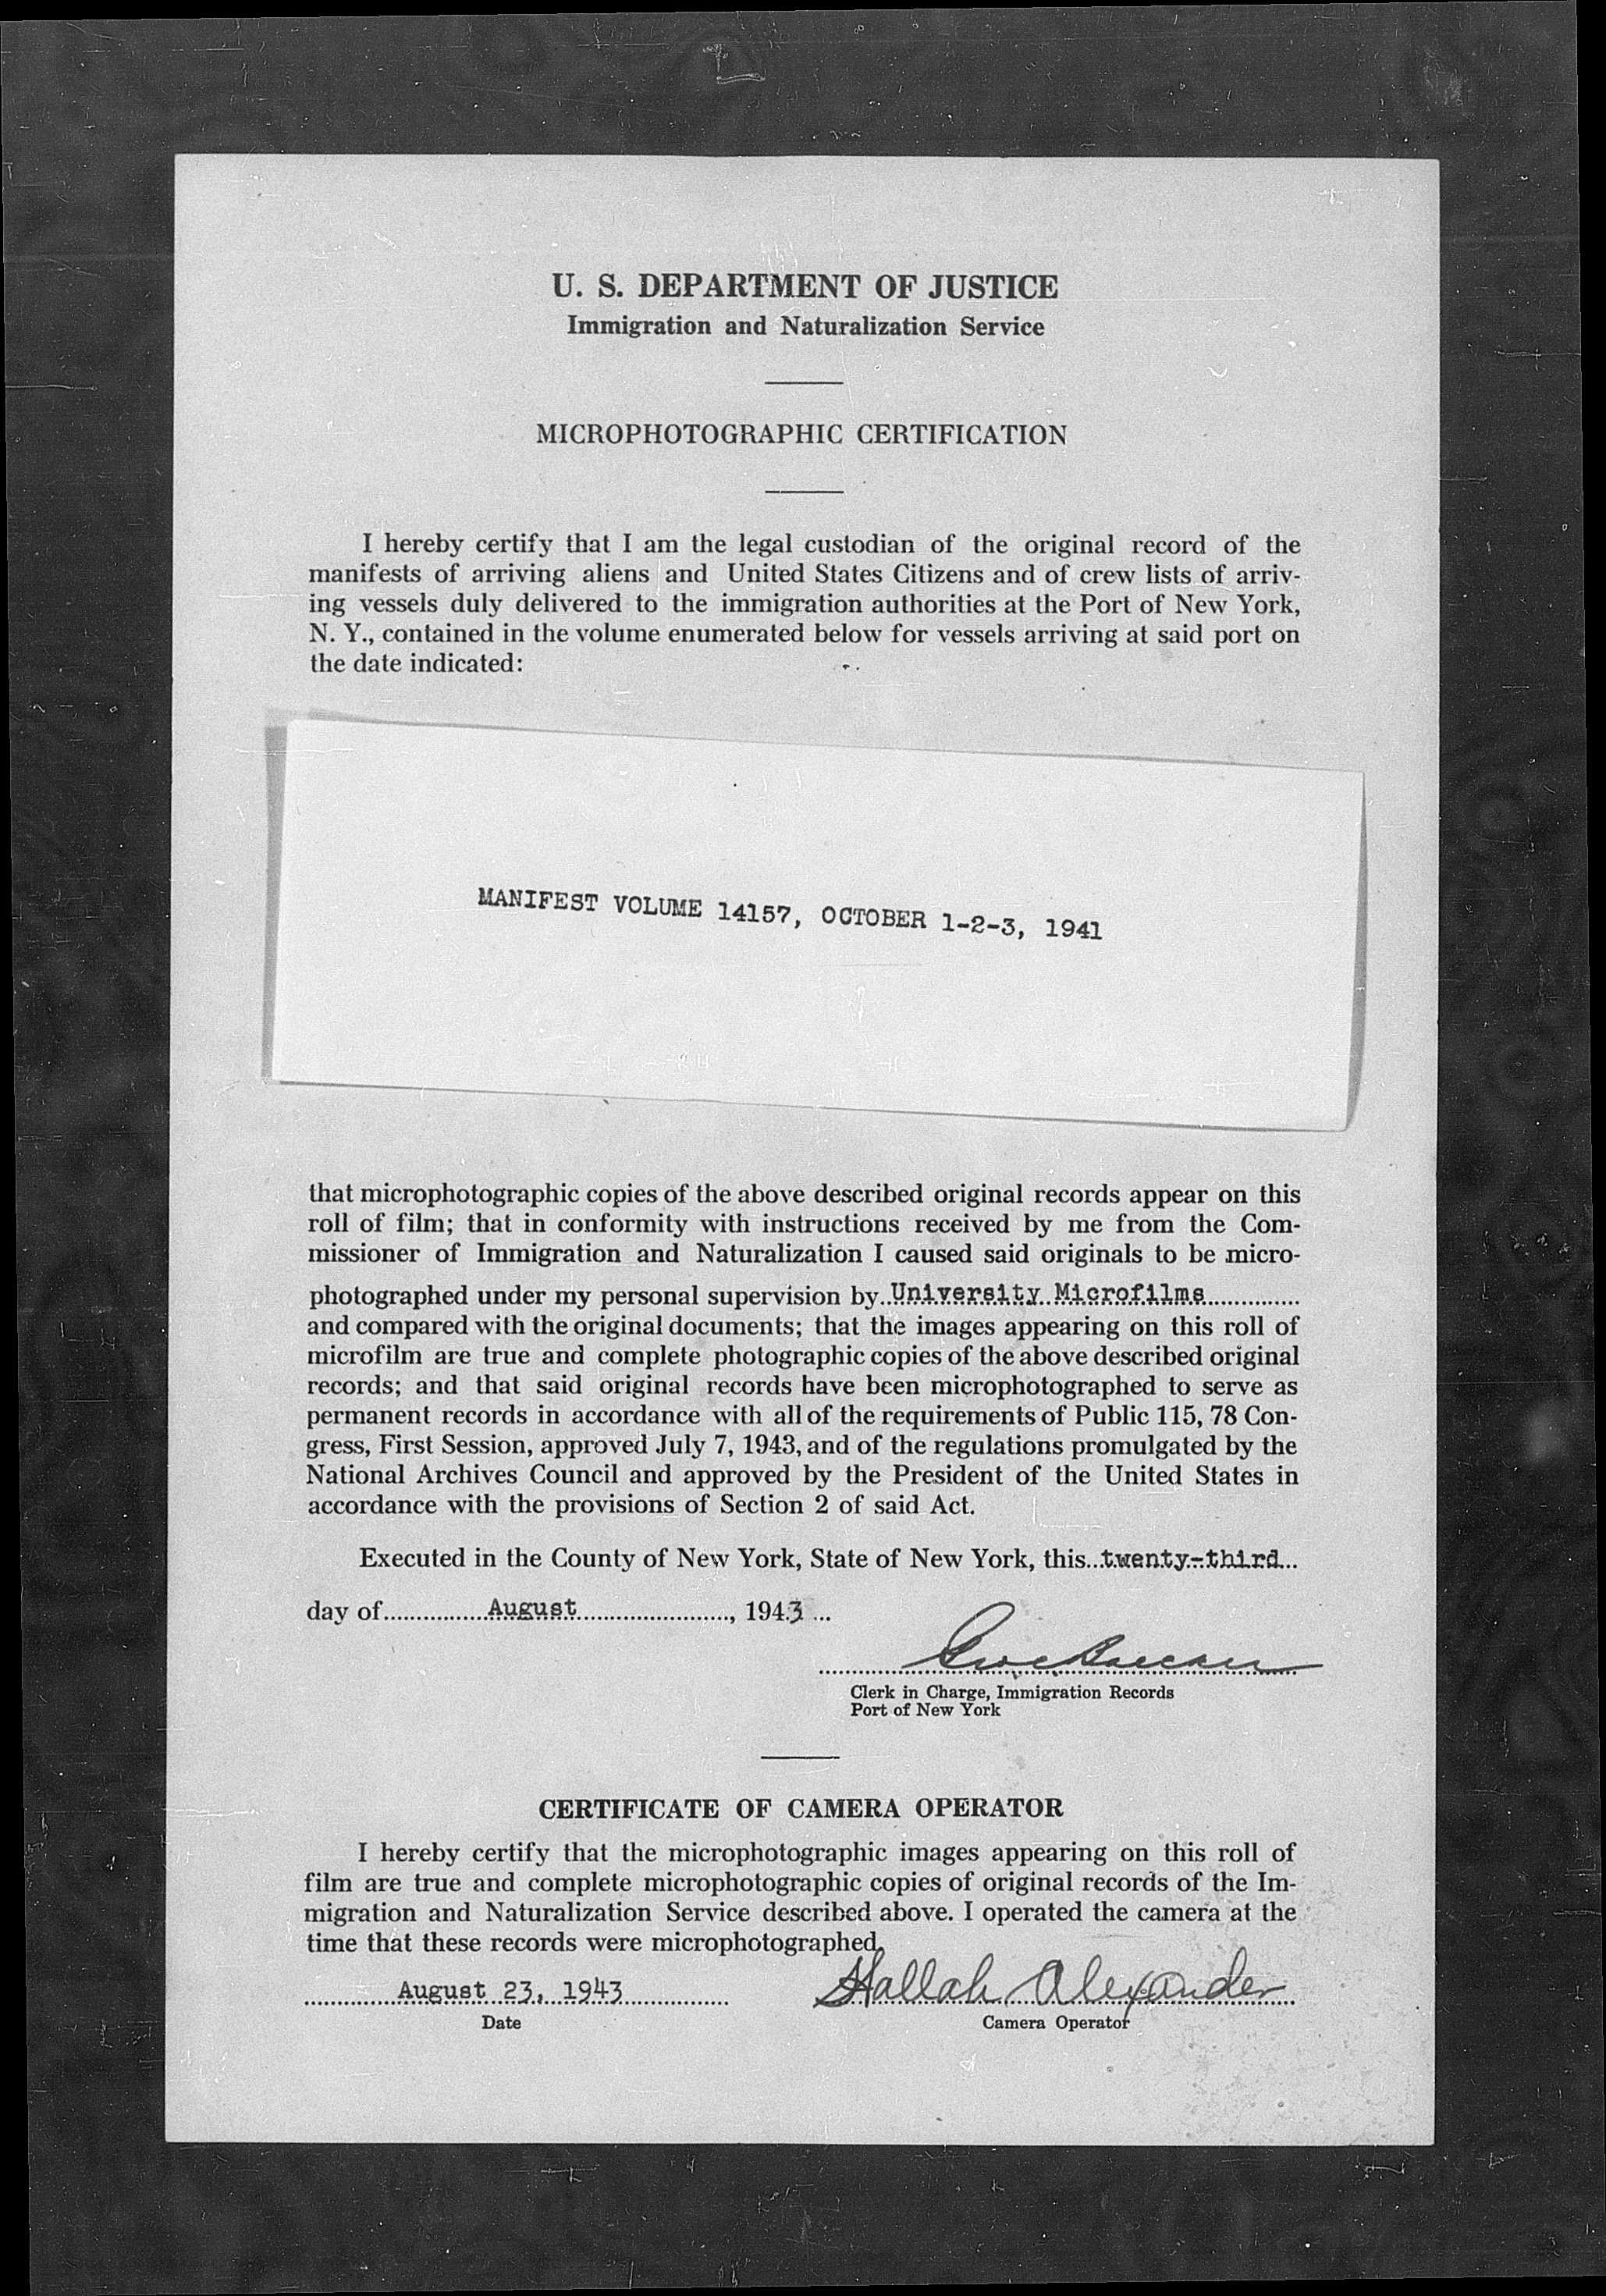 U. S. DEPARTMENT OF JUSTICE
Immigration and Naturalization Service
MICROPHOTOGRAPHIC CERTIFICATION
I hereby certify that I am the legal custodian of the original record of the
manifests of arriving aliens and United States Citizens and of crew lists of arriv-
ing vessels duly delivered to the immigration authorities at the Port of New York,
N. Y., contained in the volume enumerated below for vessels arriving at said port on
the date indicated:
MANIFEST VOLUME 14157, OCTOBER 1-2-3, 1941
that microphotographic copies of the above described original records appear on this
roll of film; that in conformity with instructions received by me from the Com-
missioner of Immigration and Naturalization I caused said originals to be micro-
photographed under my personal supervision by University Microfilms
and compared with the original documents; that the images appearing on this roll of
microfilm are true and complete photographic copies of the above described original
records; and that said original records have been microphotographed to serve as
permanent records in accordance with all of the requirements of Public 115, 78 Con-
gress, First Session, approved July 7, 1943, and of the regulations promulgated by the
National Archives Council and approved by the President of the United States in
accordance with the provisions of Section 2 of said Act.
Executed in the County of New York, State of New York, this twenty-third
day of August, 1943
Clerk in Charge, Immigration Records
Port of New York
CERTIFICATE OF CAMERA OPERATOR
I hereby certify that the microphotographic images appearing on this roll of
film are true and complete microphotographic copies of original records of the Im-
migration and Naturalization Service described above. I operated the camera at the
time that these records were microphotographed.
August 23, 1943 Hallah Alexander
Date Camera Operator